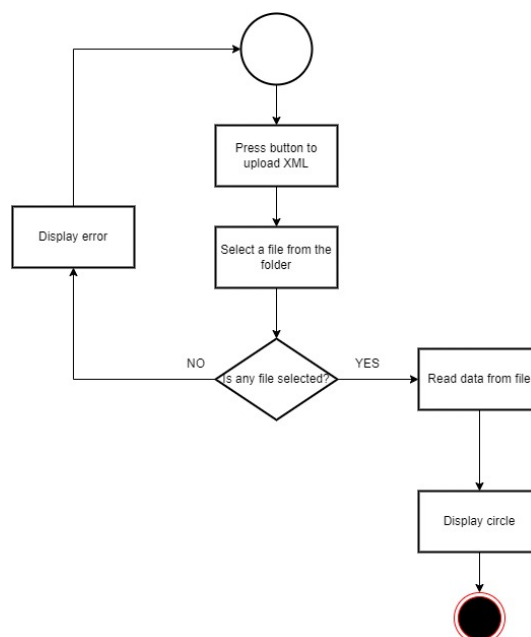 Press button to
upload XML
Display error
Select a file from the
folder
NO
YES
Is any file selected?
Read data from file
Display circle